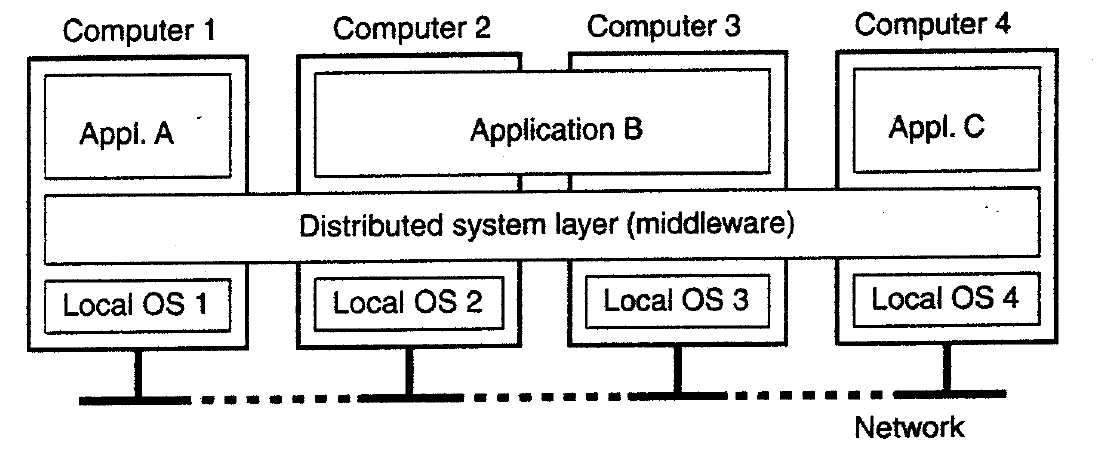 Computer 1
Computer 2
Computer 3
Computer 4
Appl. A
Application B
Appl. C
Distributed system layer (middleware)
Local OS 1
Local OS 2
Local OS 3
Local OS 4
Network